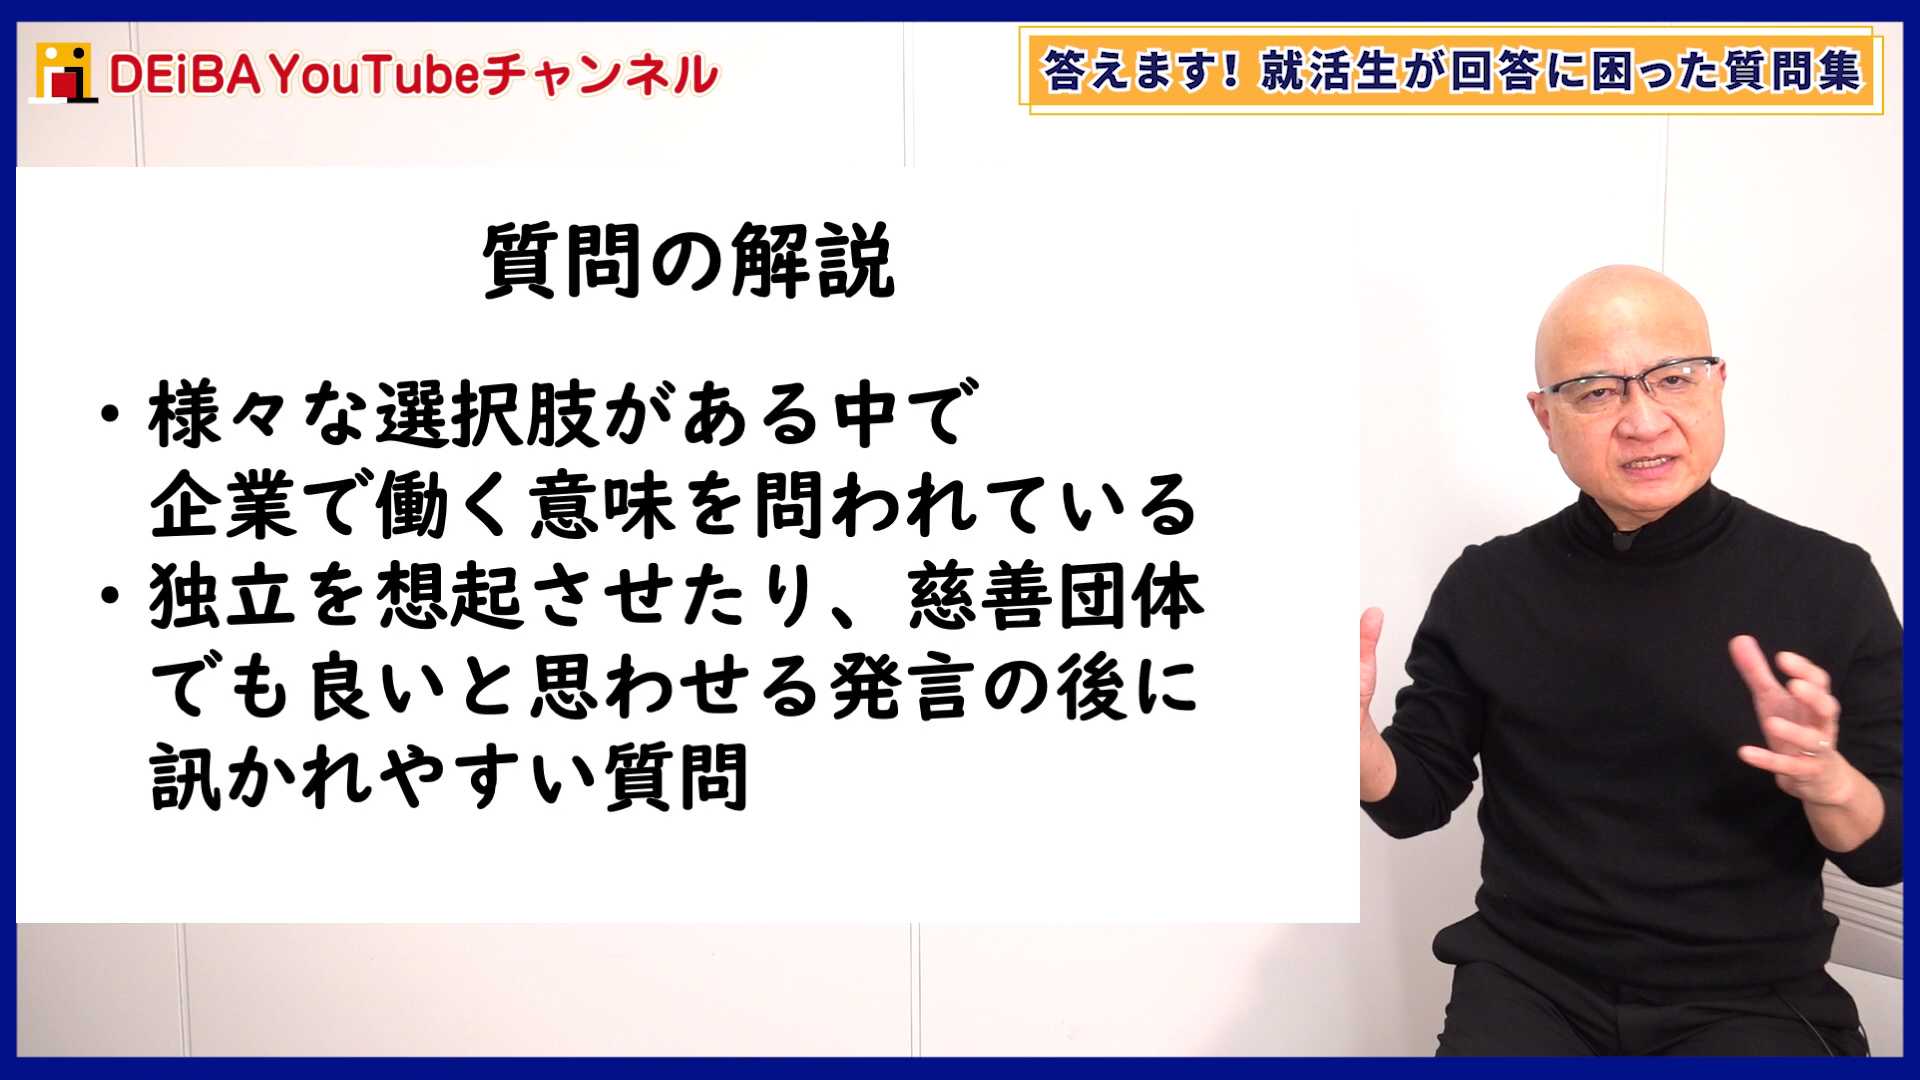 DEiBA YouTubeチャンネル
答えます！就活生が回答に困った質問集
質問の解説
・様々な選択肢がある中で
企業で働く意味を問われている
・独立を想起させたり、慈善団体
でも良いと思わせる発言の後に
訊かれやすい質問